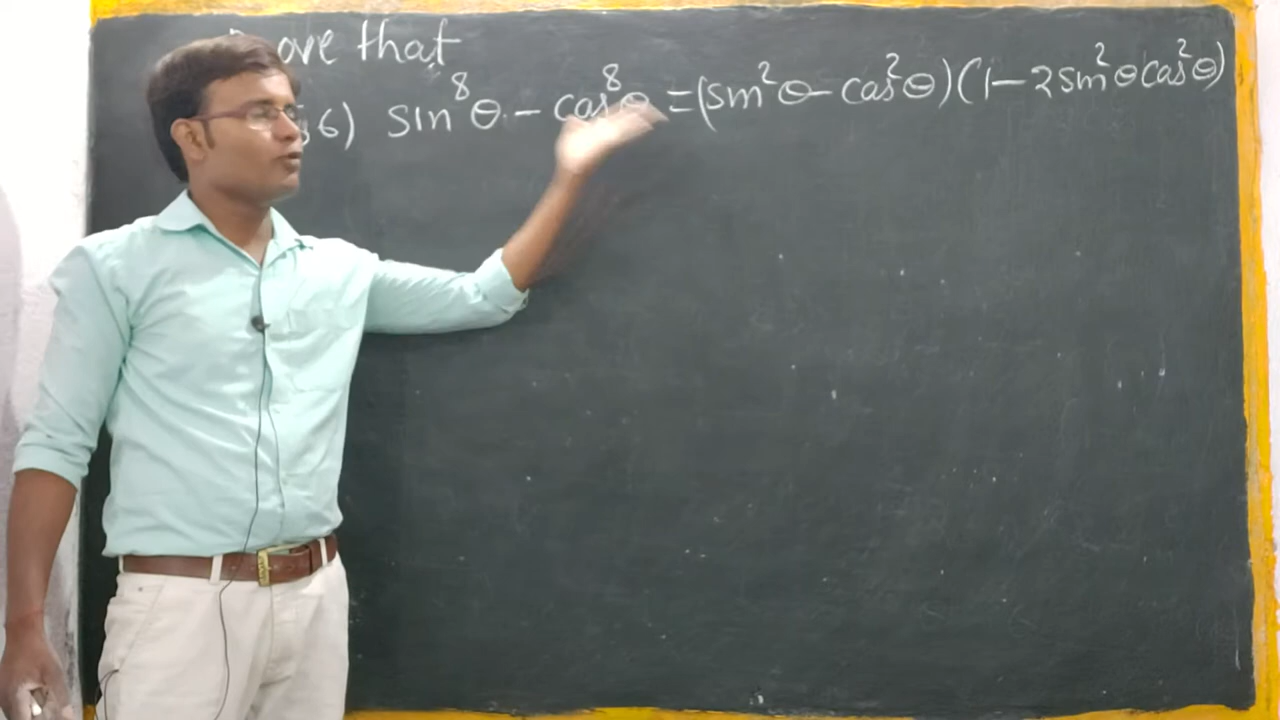 ove that
6) sin⁸θ - cos⁸θ = (sin²θ - cos²θ)(1 - 2sin²θcos²θ)